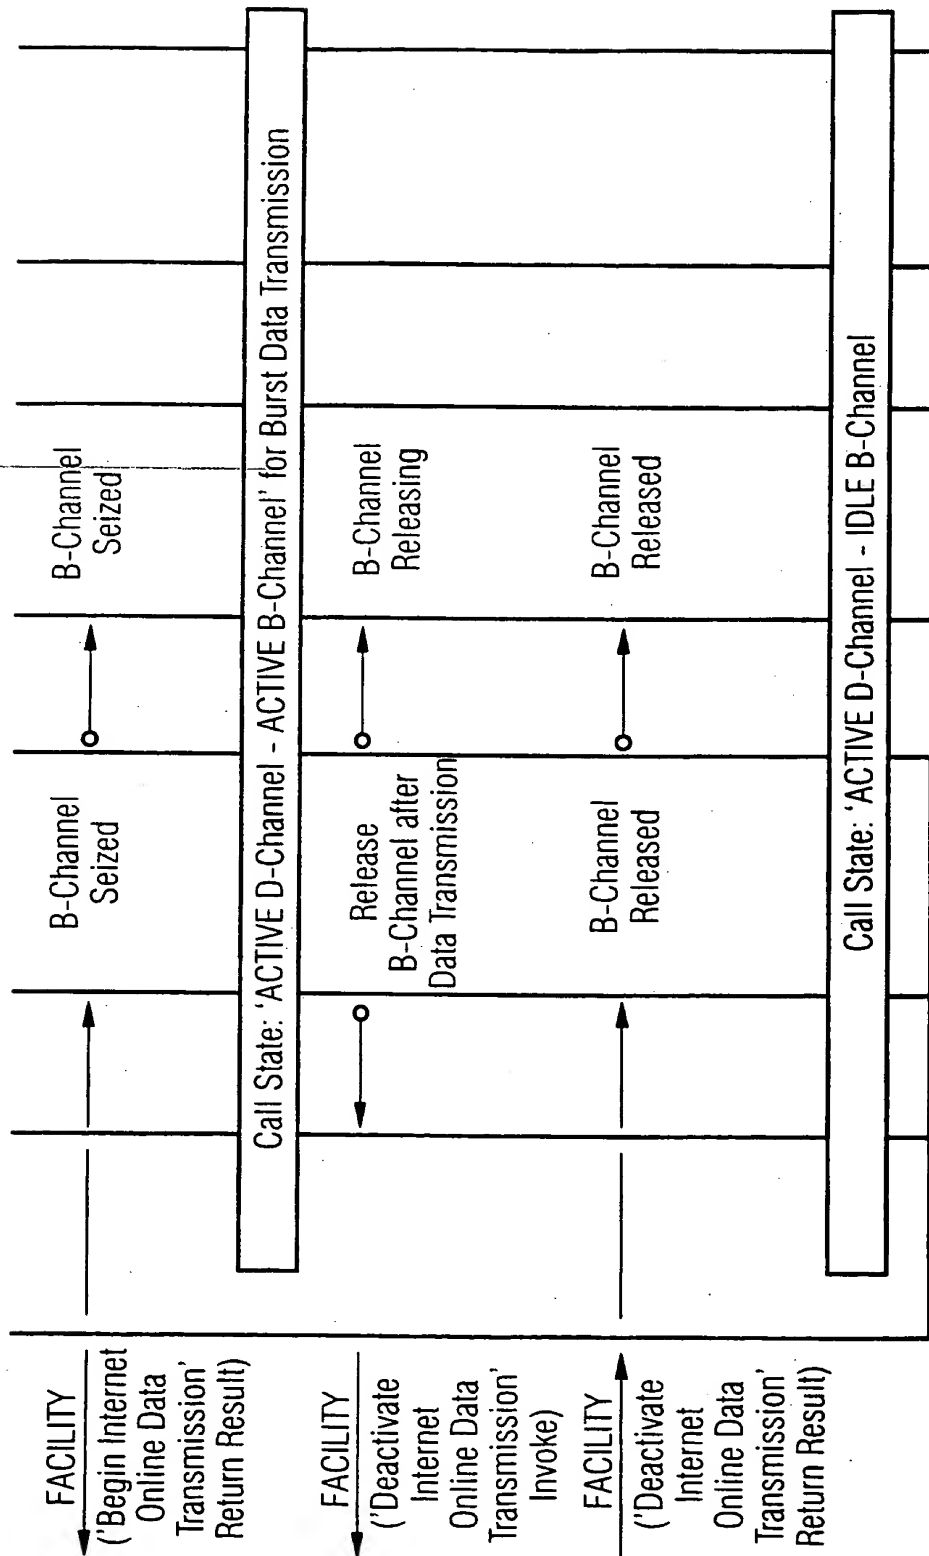 FACILITY
('Begin Internet
Online Data
Transmission'
Return Result)
B-Channel
Seized
B-Channel
Seized
Call State: 'ACTIVE D-Channel - ACTIVE B-Channel' for Burst Data Transmission
FACILITY
('Deactivate
Internet
Online Data
Transmission'
Invoke)
Release
B-Channel after
Data Transmission
B-Channel
Releasing
FACILITY
('Deactivate
Internet
Online Data
Transmission'
Return Result)
B-Channel
Released
B-Channel
Released
Call State: 'ACTIVE D-Channel - IDLE B-Channel